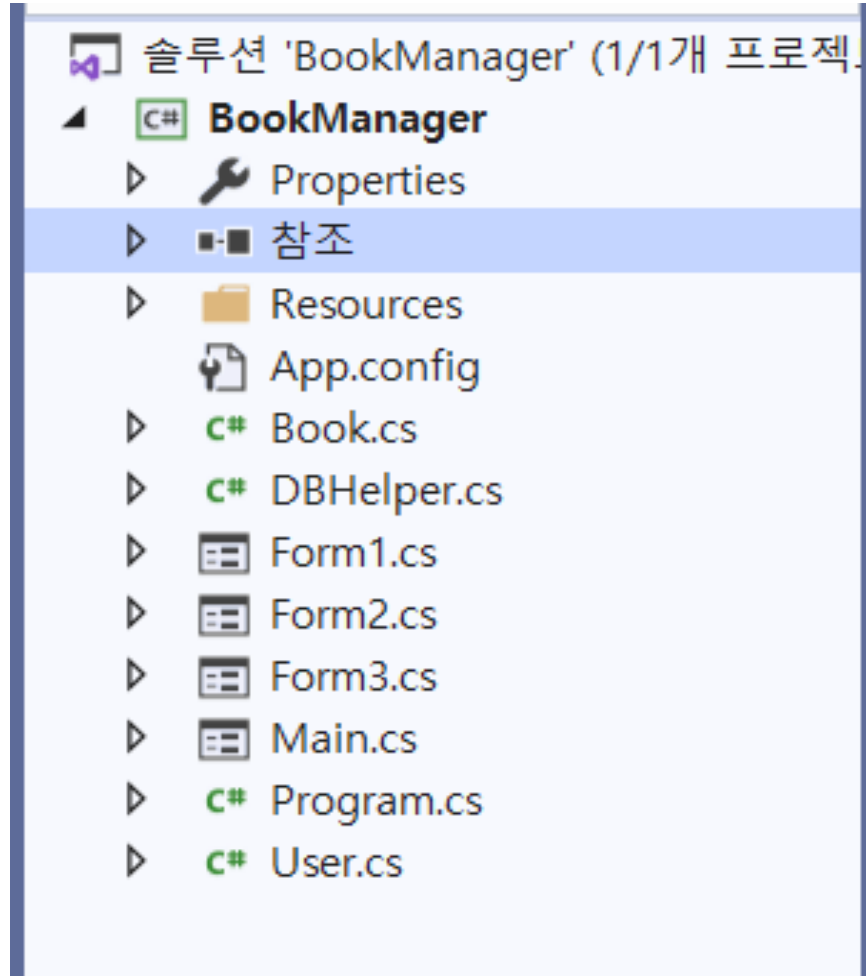 솔루션 'BookManager' (1/1개 프로젝
C# BookManager
Properties
참조
Resources
App.config
C# Book.cs
C# DBHelper.cs
Form1.cs
Form2.cs
Form3.cs
Main.cs
C# Program.cs
C# User.cs